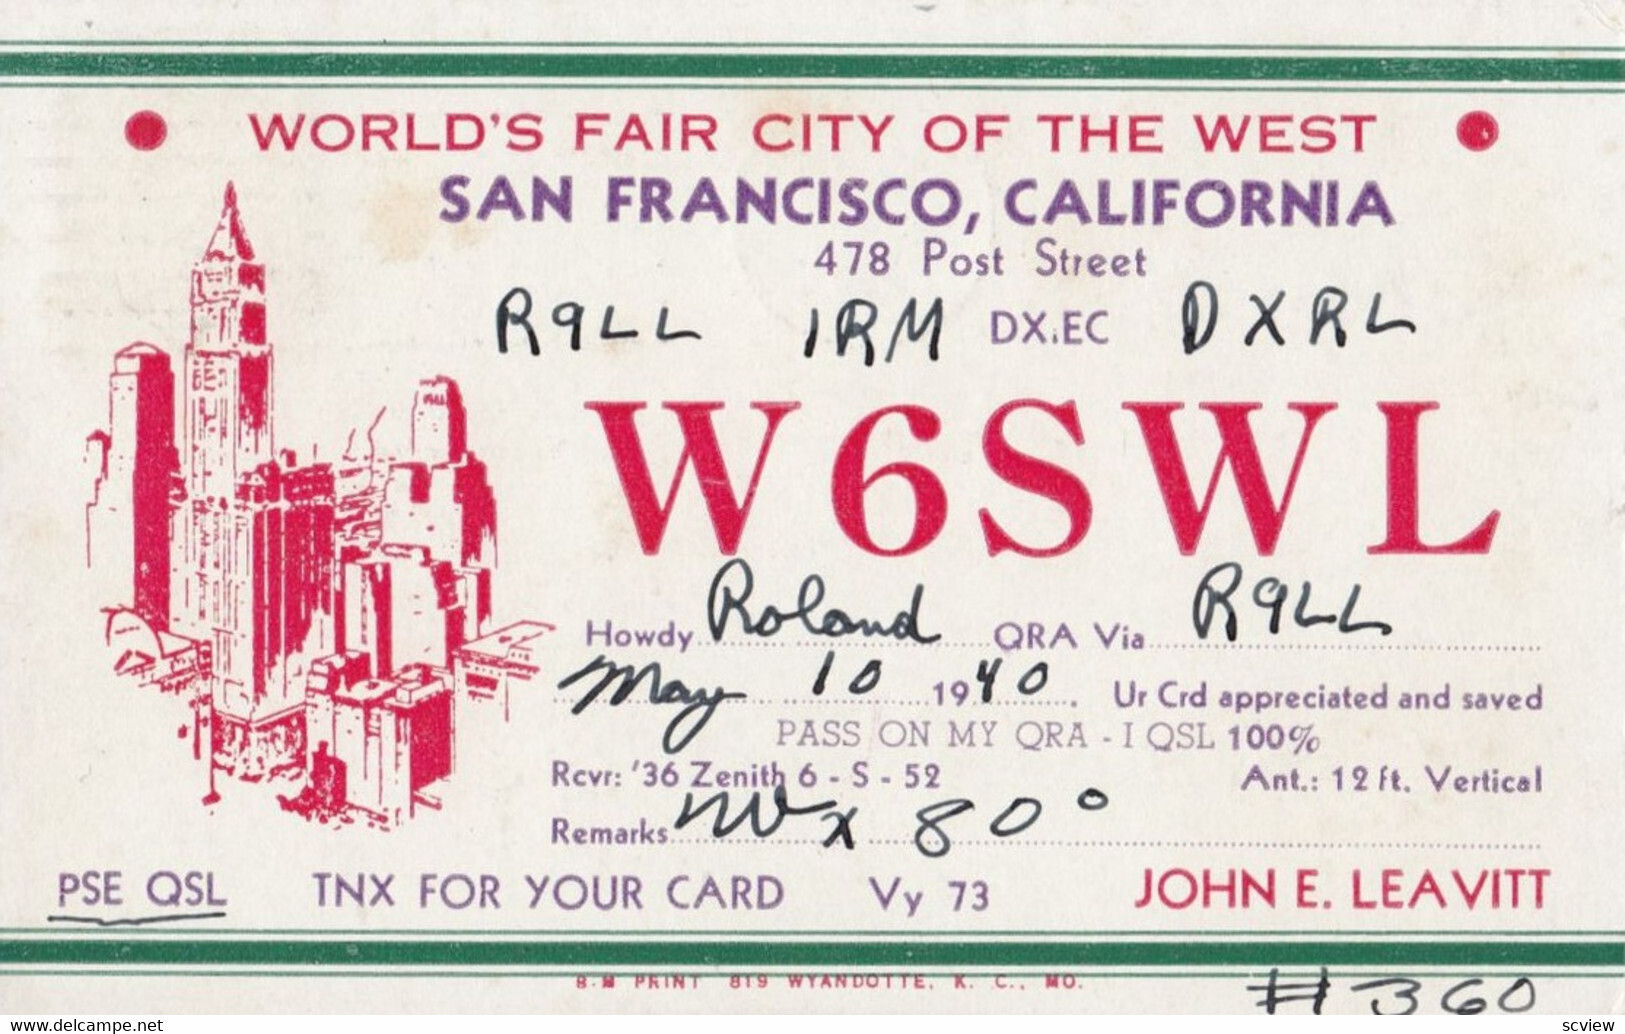 WORLD'S FAIR CITY OF THE WEST
SAN FRANCISCO, CALIFORNIA
478 Post Street
R9LL 1RM DX.EC DXRL
W6SWL
Howdy Roland QRA Via R9LL
May 10 1940. Ur Crd appreciated and saved
PASS ON MY QRA - I QSL 100%
Rcvr: '36 Zenith 6 - S - 52 Ant.: 12 ft. Vertical
Remarks x 80°
PSE QSL TNX FOR YOUR CARD Vy 73 JOHN E. LEAVITT
B-M PRINT 819 WYANDOTTE, K. C., MO.
#360
www.delcampe.net
scview